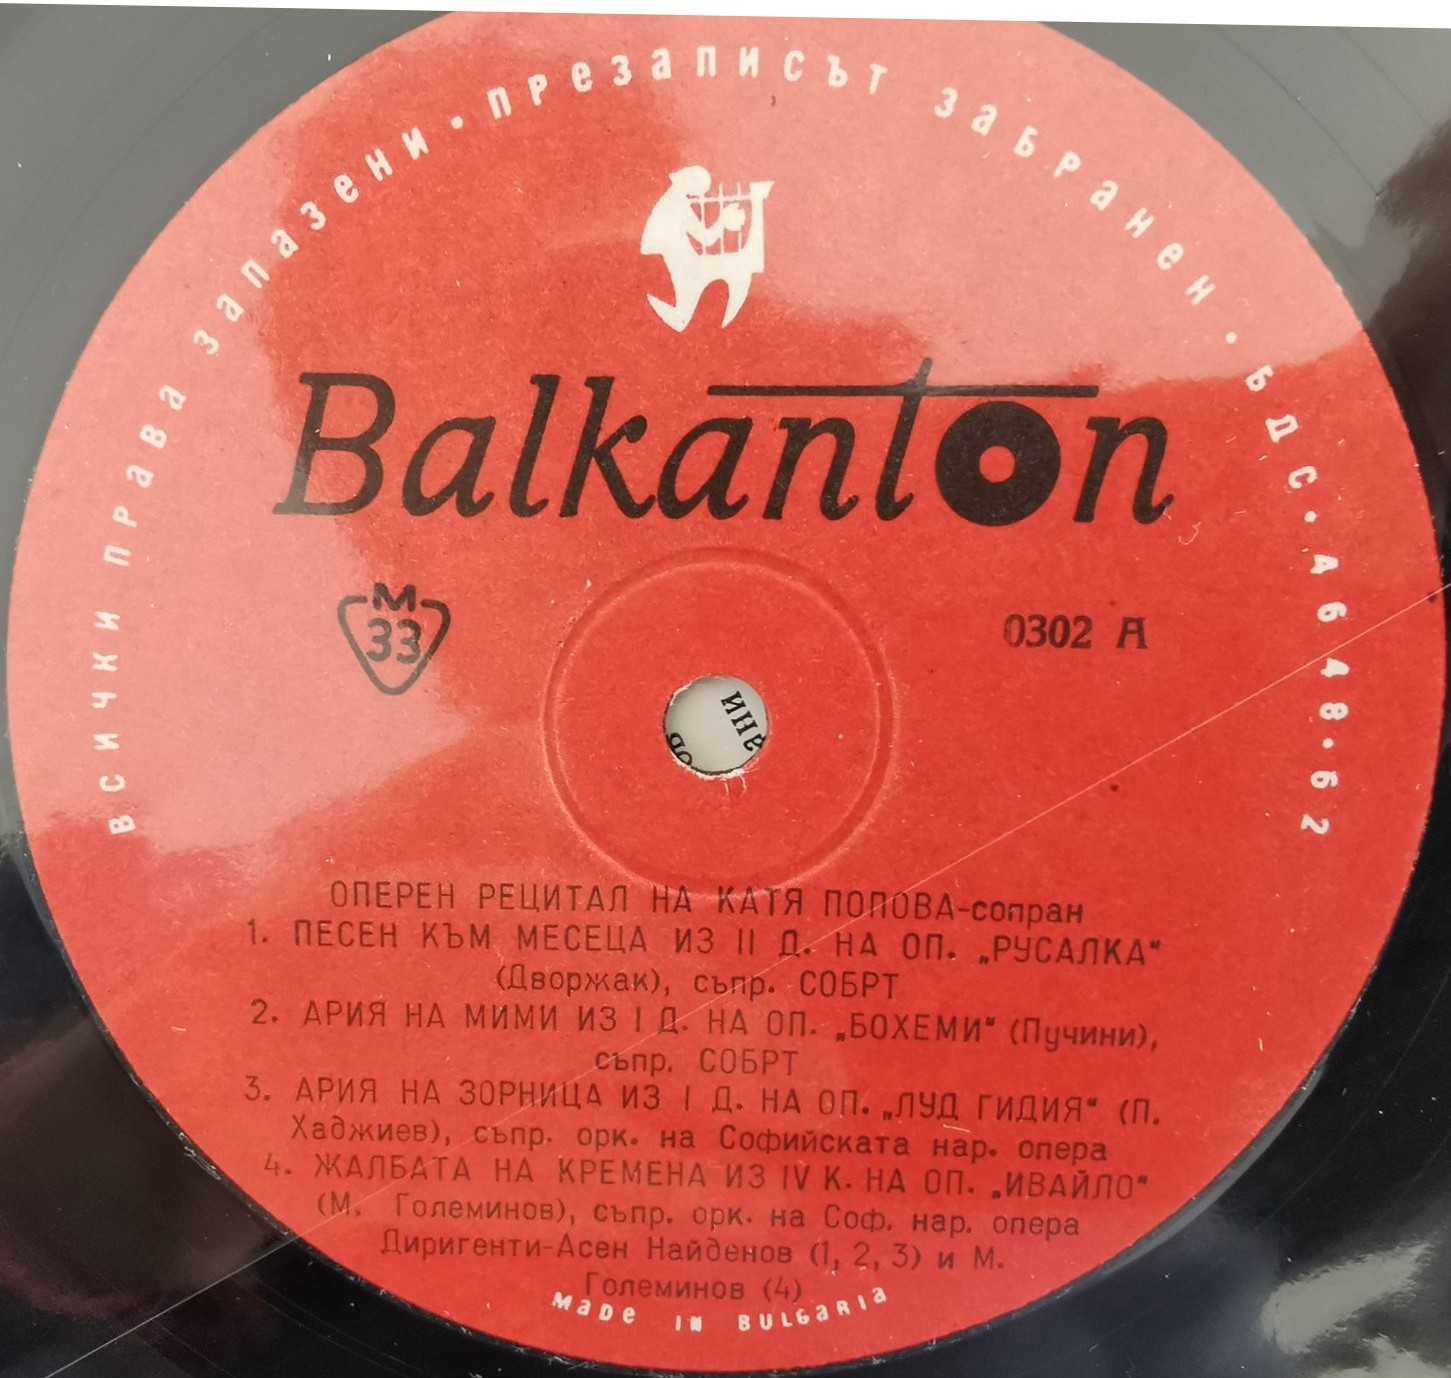 ВСИЧКИ ПРАВА ЗАПАЗЕНИ · ПРЕЗАПИСЪТ ЗАБРАНЕН · БДС · 4648 · 62
Balkanton
М
33
0302 А
ОПЕРЕН РЕЦИТАЛ НА КАТЯ ПОПОВА-сопран
1. ПЕСЕН КЪМ МЕСЕЦА ИЗ II Д. НА ОП. „РУСАЛКА“
(Дворжак), съпр. СОБРТ
2. АРИЯ НА МИМИ ИЗ I Д. НА ОП. „БОХЕМИ“ (Пучини),
съпр. СОБРТ
3. АРИЯ НА ЗОРНИЦА ИЗ I Д. НА ОП. „ЛУД ГИДИЯ“ (П.
Хаджиев), съпр. орк. на Софийската нар. опера
4. ЖАЛБАТА НА КРЕМЕНА ИЗ IV К. НА ОП. „ИВАЙЛО“
(М. Големинов), съпр. орк. на Соф. нар. опера
Диригенти-Асен Найденов (1, 2, 3) и М.
Големинов (4)
MADE IN BULGARIA